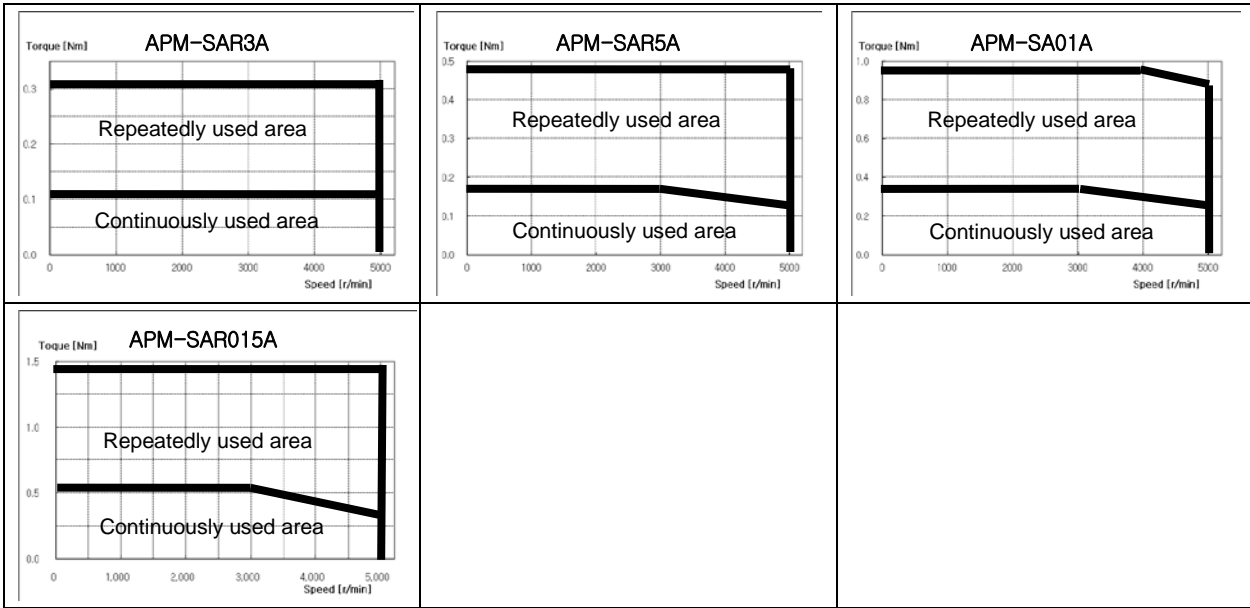 Torque [Nm] APM-SAR3A
0.3
Repeatedly used area
0.2
0.1
Continuously used area
0.0
0 1000 2000 3000 4000 5000
Speed [r/min]
Torque [Nm] APM-SAR5A
0.5
0.4
Repeatedly used area
0.3
0.2
0.1
Continuously used area
0.0
0 1000 2000 3000 4000 5000
Speed [r/min]
Torque [Nm] APM-SA01A
1.0
0.8
Repeatedly used area
0.6
0.4
0.2
Continuously used area
0.0
0 1000 2000 3000 4000 5000
Speed [r/min]
Toque [Nm] APM-SAR015A
1.5
1.0
Repeatedly used area
0.5
Continuously used area
0.0
0 1,000 2,000 3,000 4,000 5,000
Speed [r/min]